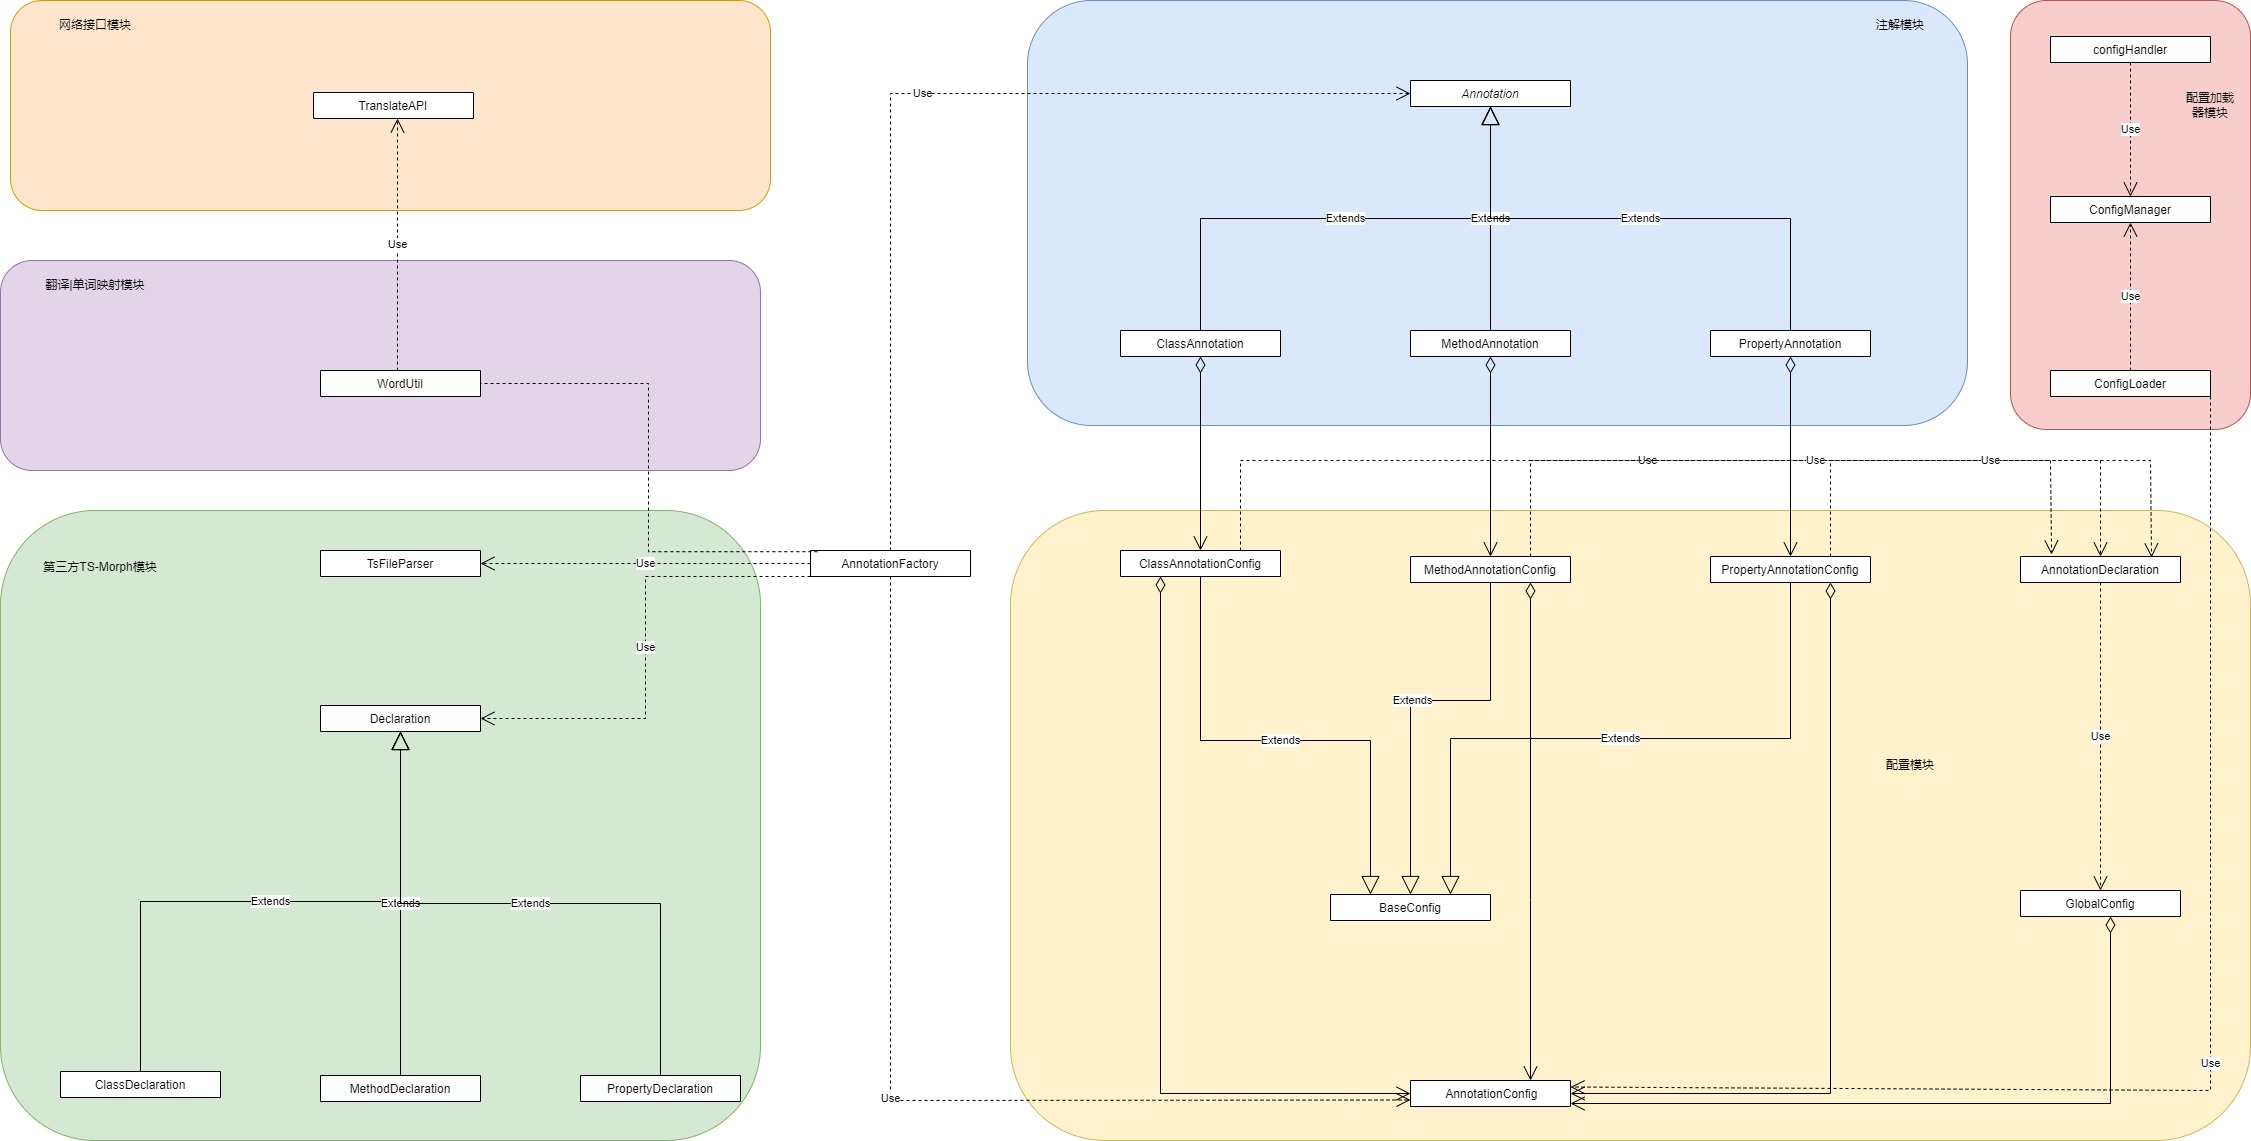 网络接口模块
TranslateAPI
Use
翻译|单词映射模块
WordUtil
第三方TS-Morph模块
TsFileParser
Use
AnnotationFactory
Use
Declaration
Extends
Extends
Extends
ClassDeclaration
MethodDeclaration
PropertyDeclaration
Use
Use
注解模块
Annotation
Extends
Extends
Extends
ClassAnnotation
MethodAnnotation
PropertyAnnotation
configHandler
配置加载
器模块
Use
ConfigManager
Use
ConfigLoader
Use
Use
Use
ClassAnnotationConfig
MethodAnnotationConfig
PropertyAnnotationConfig
AnnotationDeclaration
Extends
Extends
Extends
Use
配置模块
BaseConfig
GlobalConfig
Use
AnnotationConfig